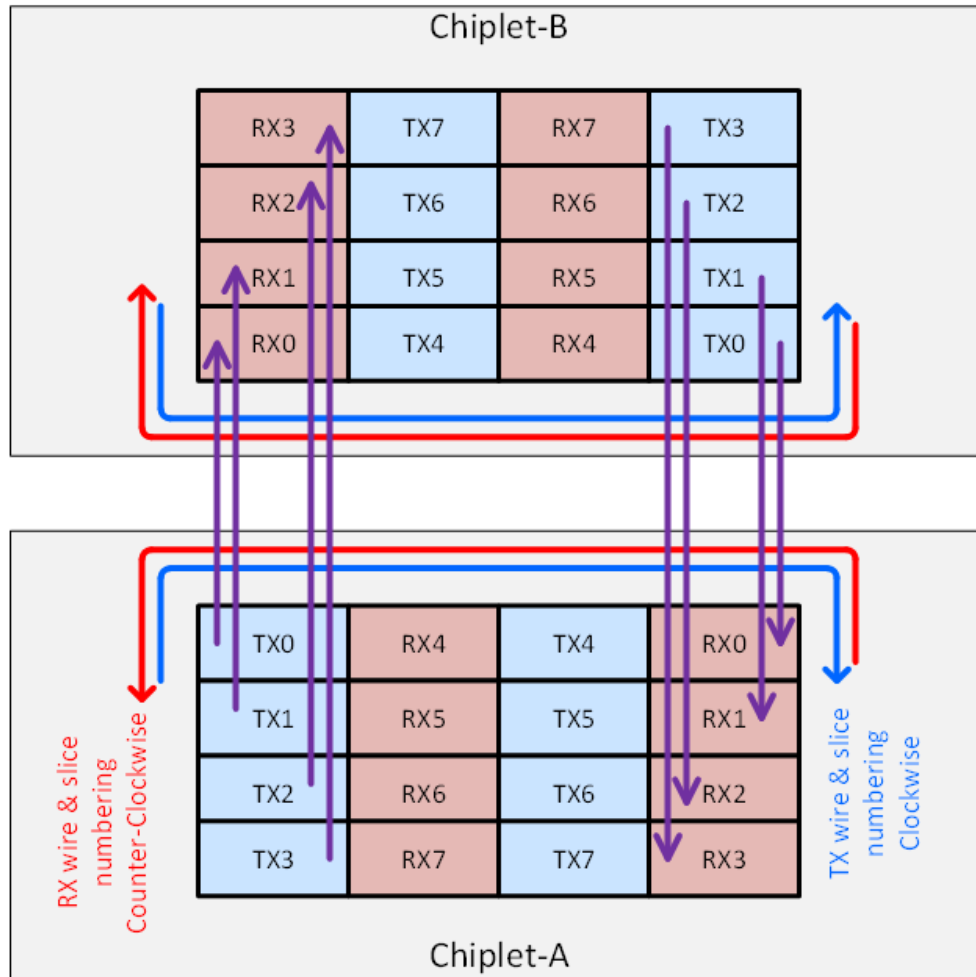 Chiplet-B
RX3 TX7 RX7 TX3
RX2 TX6 RX6 TX2
RX1 TX5 RX5 TX1
RX0 TX4 RX4 TX0
TX0 RX4 TX4 RX0
TX1 RX5 TX5 RX1
TX2 RX6 TX6 RX2
TX3 RX7 TX7 RX3
RX wire & slice
numbering
Counter-Clockwise
TX wire & slice
numbering
Clockwise
Chiplet-A